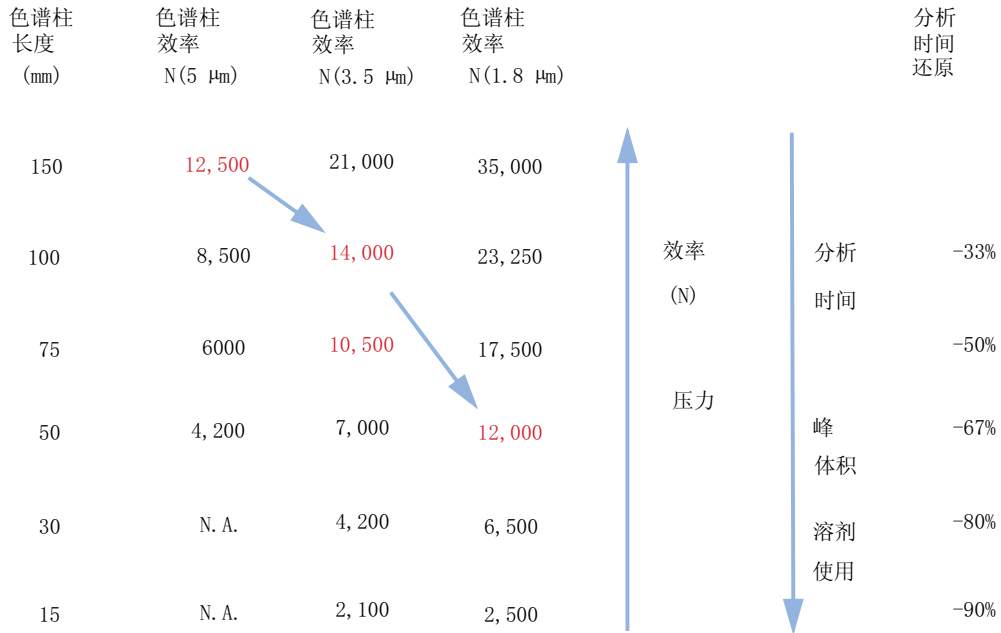 色谱柱 色谱柱 色谱柱 色谱柱 分析
长度 效率 效率 效率 时间
(mm) N(5 μm) N(3.5 μm) N(1.8 μm) 还原
150 12,500 21,000 35,000
100 8,500 14,000 23,250 效率 分析 -33%
(N) 时间
75 6000 10,500 17,500 -50%
压力
50 4,200 7,000 12,000 峰 -67%
体积
30 N.A. 4,200 6,500 溶剂 -80%
使用
15 N.A. 2,100 2,500 -90%